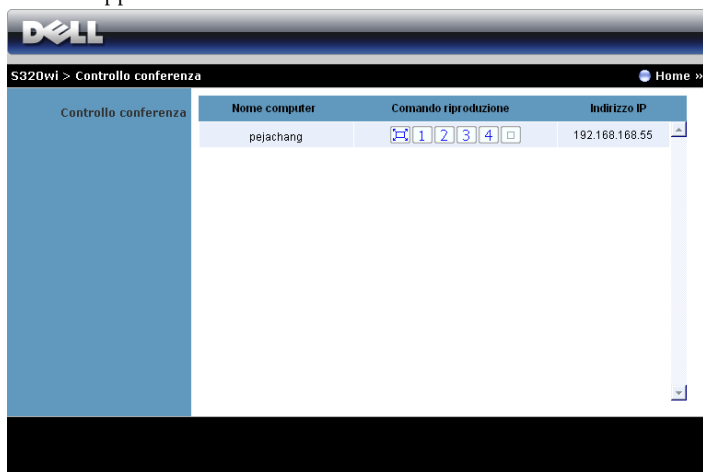 DELL
S320wi > Controllo conferenza
Home »
Controllo conferenza
Nome computer Comando riproduzione Indirizzo IP
pejachang 1 2 3 4 192.168.168.55